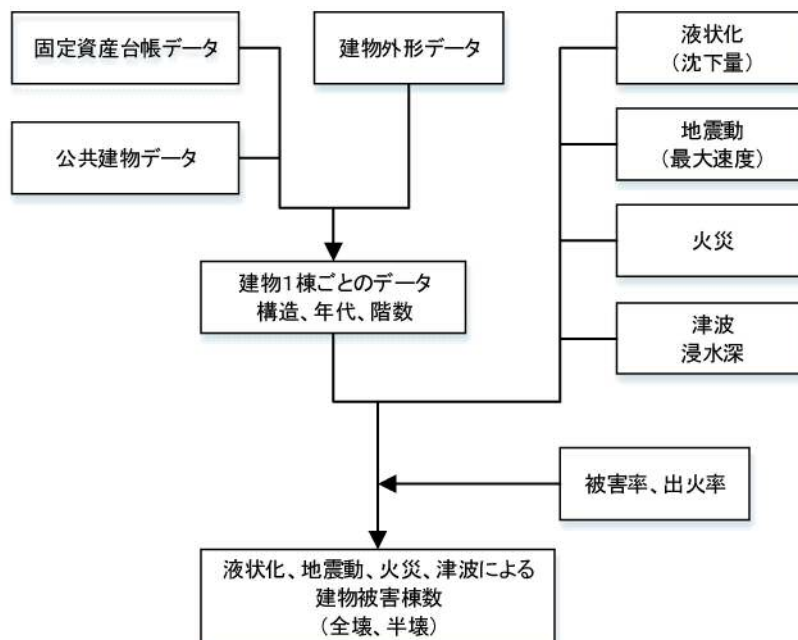 固定資産台帳データ
建物外形データ
液状化
（沈下量）
公共建物データ
地震動
（最大速度）
火災
建物１棟ごとのデータ
構造、年代、階数
津波
浸水深
被害率、出火率
液状化、地震動、火災、津波による
建物被害棟数
（全壊、半壊）